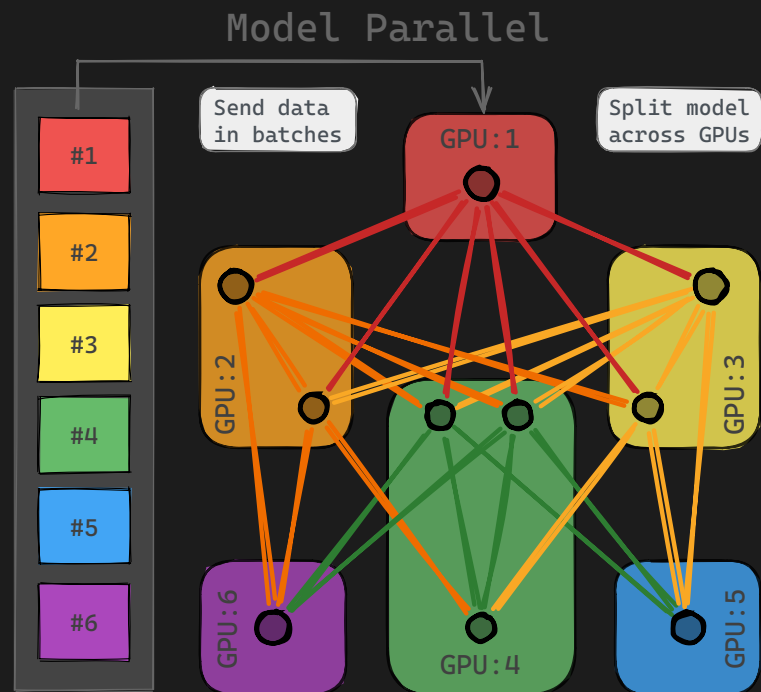 Model Parallel
Send data
in batches
Split model
across GPUs
#1
#2
#3
#4
#5
#6
GPU:1
GPU:2
GPU:3
GPU:6
GPU:4
GPU:5